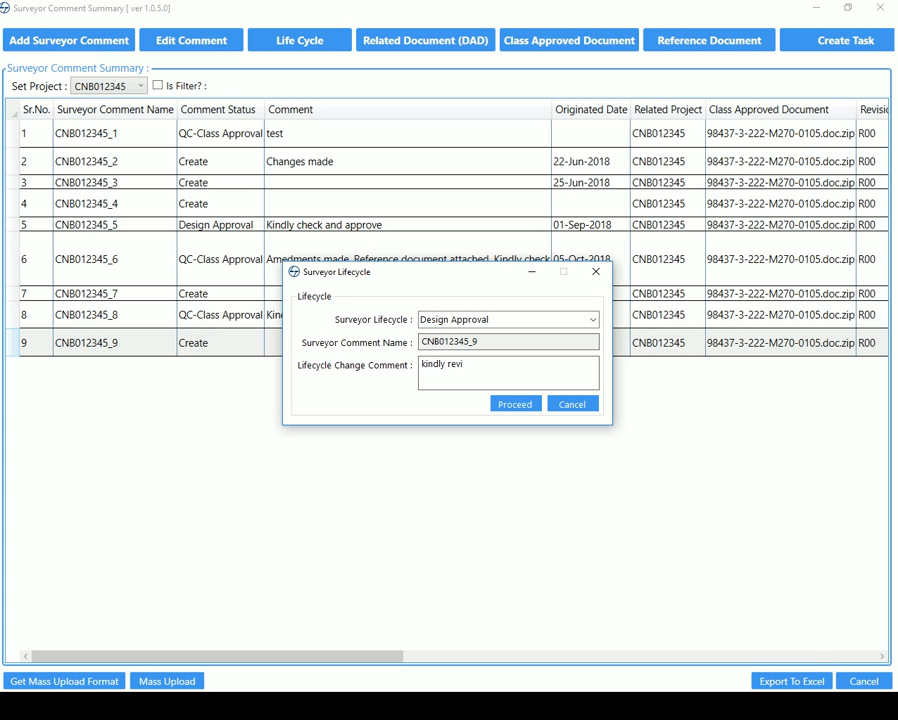 Surveyor Comment Summary [ ver 1.0.5.0]
Add Surveyor Comment Edit Comment Life Cycle Related Document (DAD) Class Approved Document Reference Document Create Task
Surveyor Comment Summary :
Set Project : CNB012345 Is Filter? :
Sr.No. Surveyor Comment Name Comment Status Comment Originated Date Related Project Class Approved Document Revisio
1 CNB012345_1 QC-Class Approval test CNB012345 98437-3-222-M270-0105.doc.zip R00
2 CNB012345_2 Create Changes made 22-Jun-2018 CNB012345 98437-3-222-M270-0105.doc.zip R00
3 CNB012345_3 Create 25-Jun-2018 CNB012345 98437-3-222-M270-0105.doc.zip R00
4 CNB012345_4 Create CNB012345 98437-3-222-M270-0105.doc.zip R00
5 CNB012345_5 Design Approval Kindly check and approve 01-Sep-2018 CNB012345 98437-3-222-M270-0105.doc.zip R00
6 CNB012345_6 QC-Class Approval Amedments made. Reference document attached. Kindly check 05-Oct-2018 CNB012345 98437-3-222-M270-0105.doc.zip R00
7 CNB012345_7 Create CNB012345 98437-3-222-M270-0105.doc.zip R00
8 CNB012345_8 QC-Class Approval Kin CNB012345 98437-3-222-M270-0105.doc.zip R00
9 CNB012345_9 Create CNB012345 98437-3-222-M270-0105.doc.zip R00
Surveyor Lifecycle
Lifecycle
Surveyor Lifecycle : Design Approval
Surveyor Comment Name : CNB012345_9
Lifecycle Change Comment : kindly revi
Proceed Cancel
Get Mass Upload Format Mass Upload Export To Excel Cancel